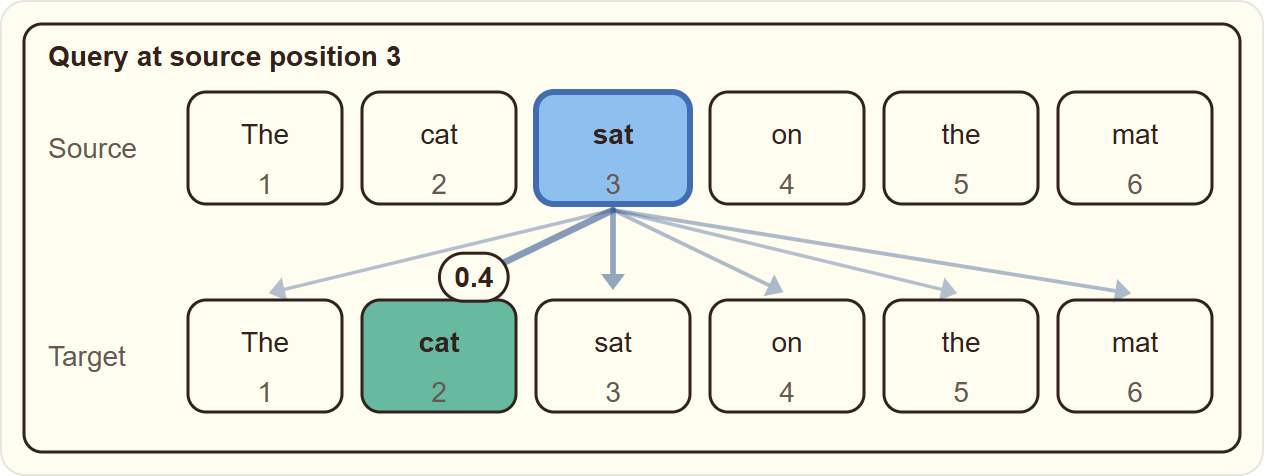 Query at source position 3
Source The cat sat on the mat
1 2 3 4 5 6
0.4
Target The cat sat on the mat
1 2 3 4 5 6